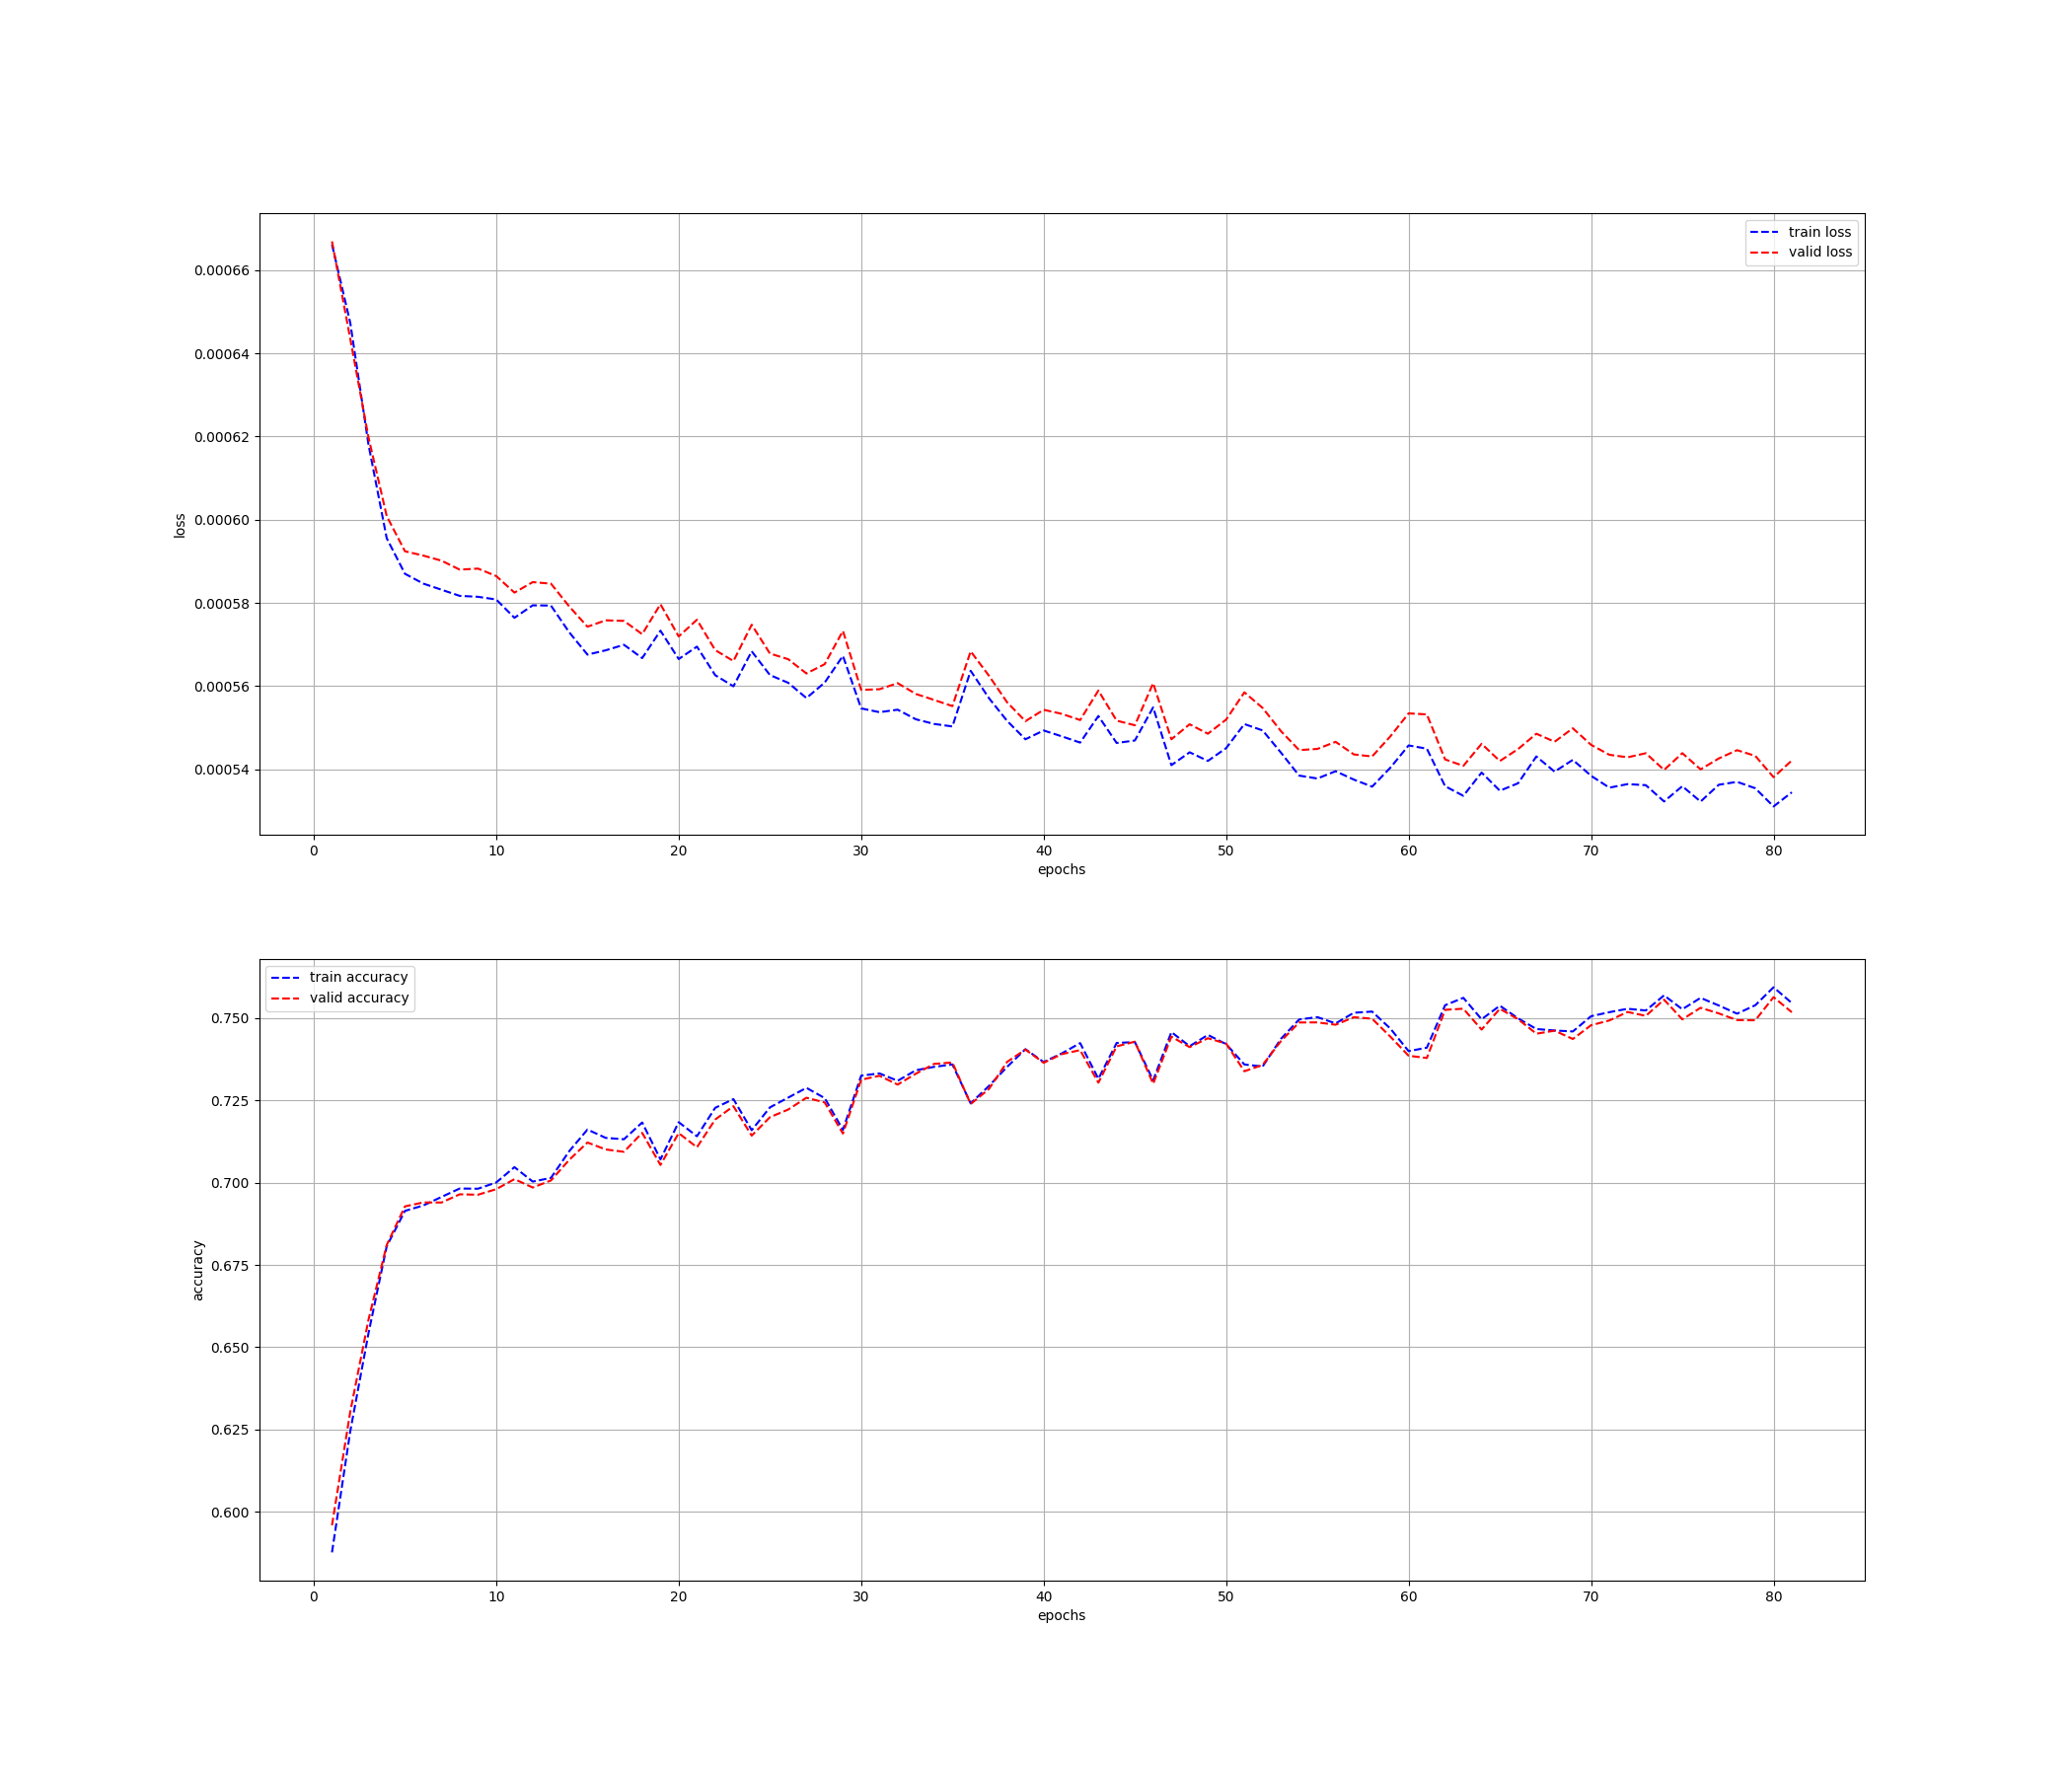 train loss
valid loss
0.00066
0.00064
0.00062
0.00060
0.00058
0.00056
0.00054
loss
0 10 20 30 40 50 60 70 80
epochs
train accuracy
valid accuracy
0.750
0.725
0.700
0.675
0.650
0.625
0.600
accuracy
0 10 20 30 40 50 60 70 80
epochs